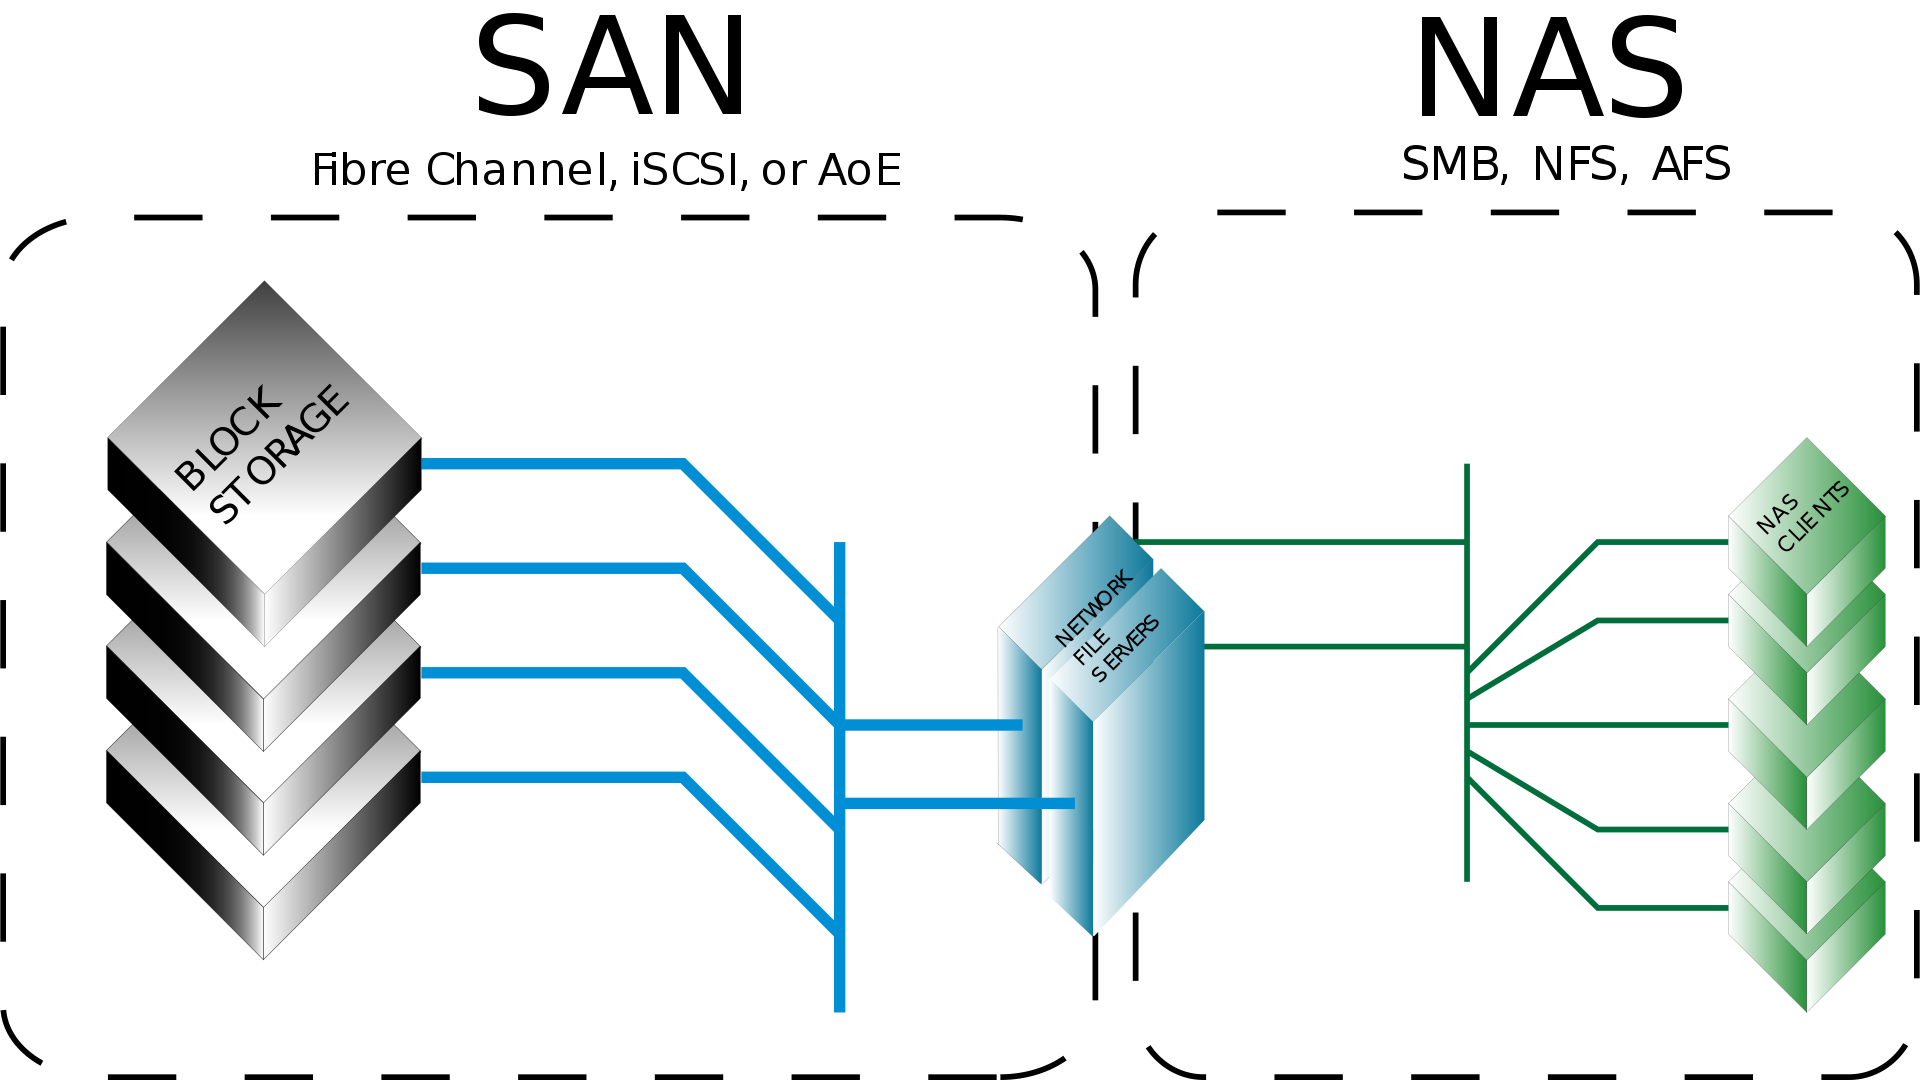 SAN
Fibre Channel, iSCSI, or AoE
NAS
SMB, NFS, AFS
BLOCK
STORAGE
NETWORK
FILE
SERVERS
NAS
CLIENTS